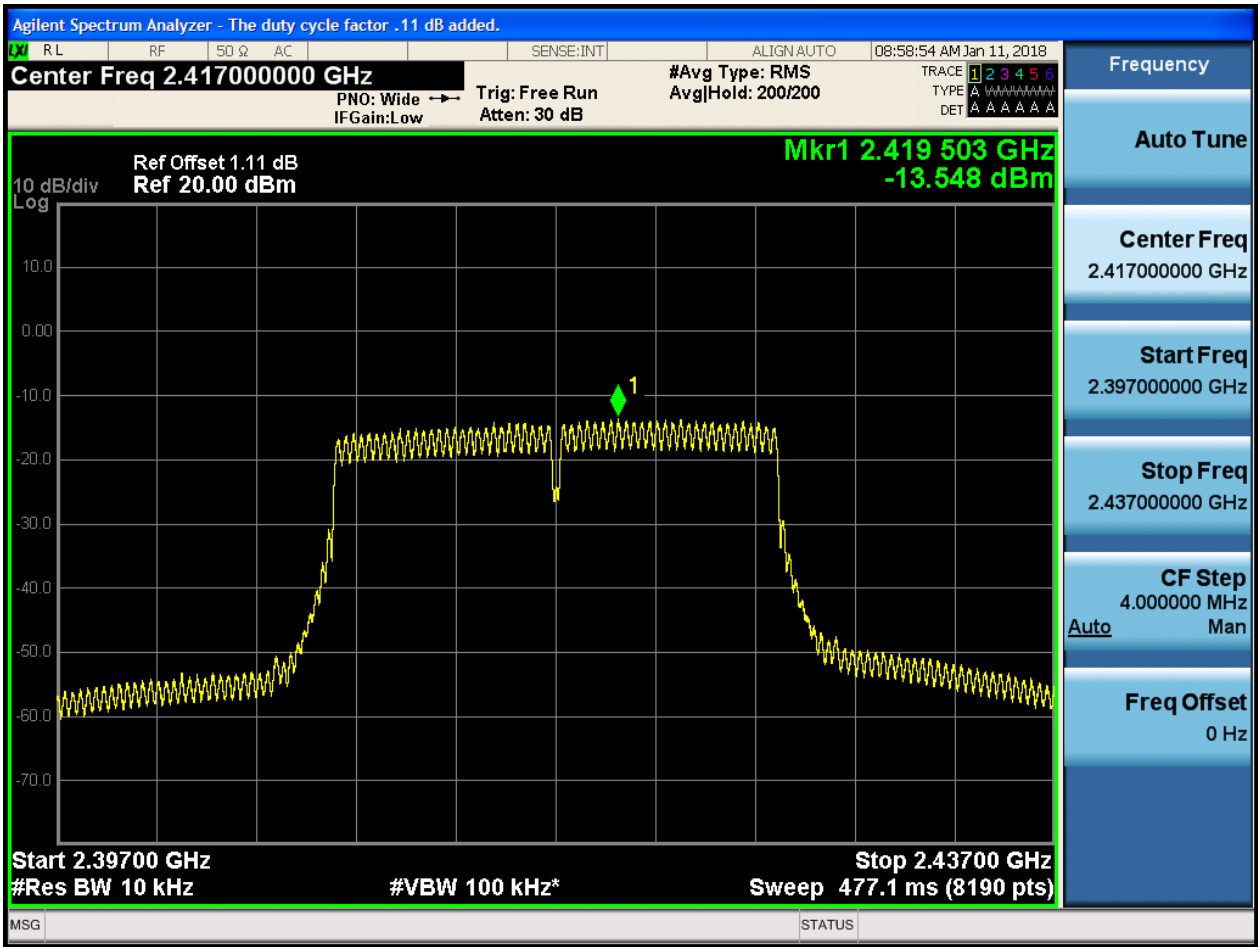 Agilent Spectrum Analyzer - The duty cycle factor .11 dB added.
LXI RL RF 50 Ω AC SENSE:INT ALIGN AUTO 08:58:54 AM Jan 11, 2018
Center Freq 2.417000000 GHz
PNO: Wide
IFGain:Low
Trig: Free Run
Atten: 30 dB
#Avg Type: RMS
Avg|Hold: 200/200
TRACE 1 2 3 4 5 6
TYPE A WWWWWW
DET A A A A A A
Mkr1 2.419 503 GHz
-13.548 dBm
Ref Offset 1.11 dB
10 dB/div Ref 20.00 dBm
Log
10.0
0.00
-10.0
-20.0
-30.0
-40.0
-50.0
-60.0
-70.0
1
Start 2.39700 GHz Stop 2.43700 GHz
#Res BW 10 kHz #VBW 100 kHz* Sweep 477.1 ms (8190 pts)
MSG STATUS
Frequency
Auto Tune
Center Freq
2.417000000 GHz
Start Freq
2.397000000 GHz
Stop Freq
2.437000000 GHz
CF Step
4.000000 MHz
Auto Man
Freq Offset
0 Hz